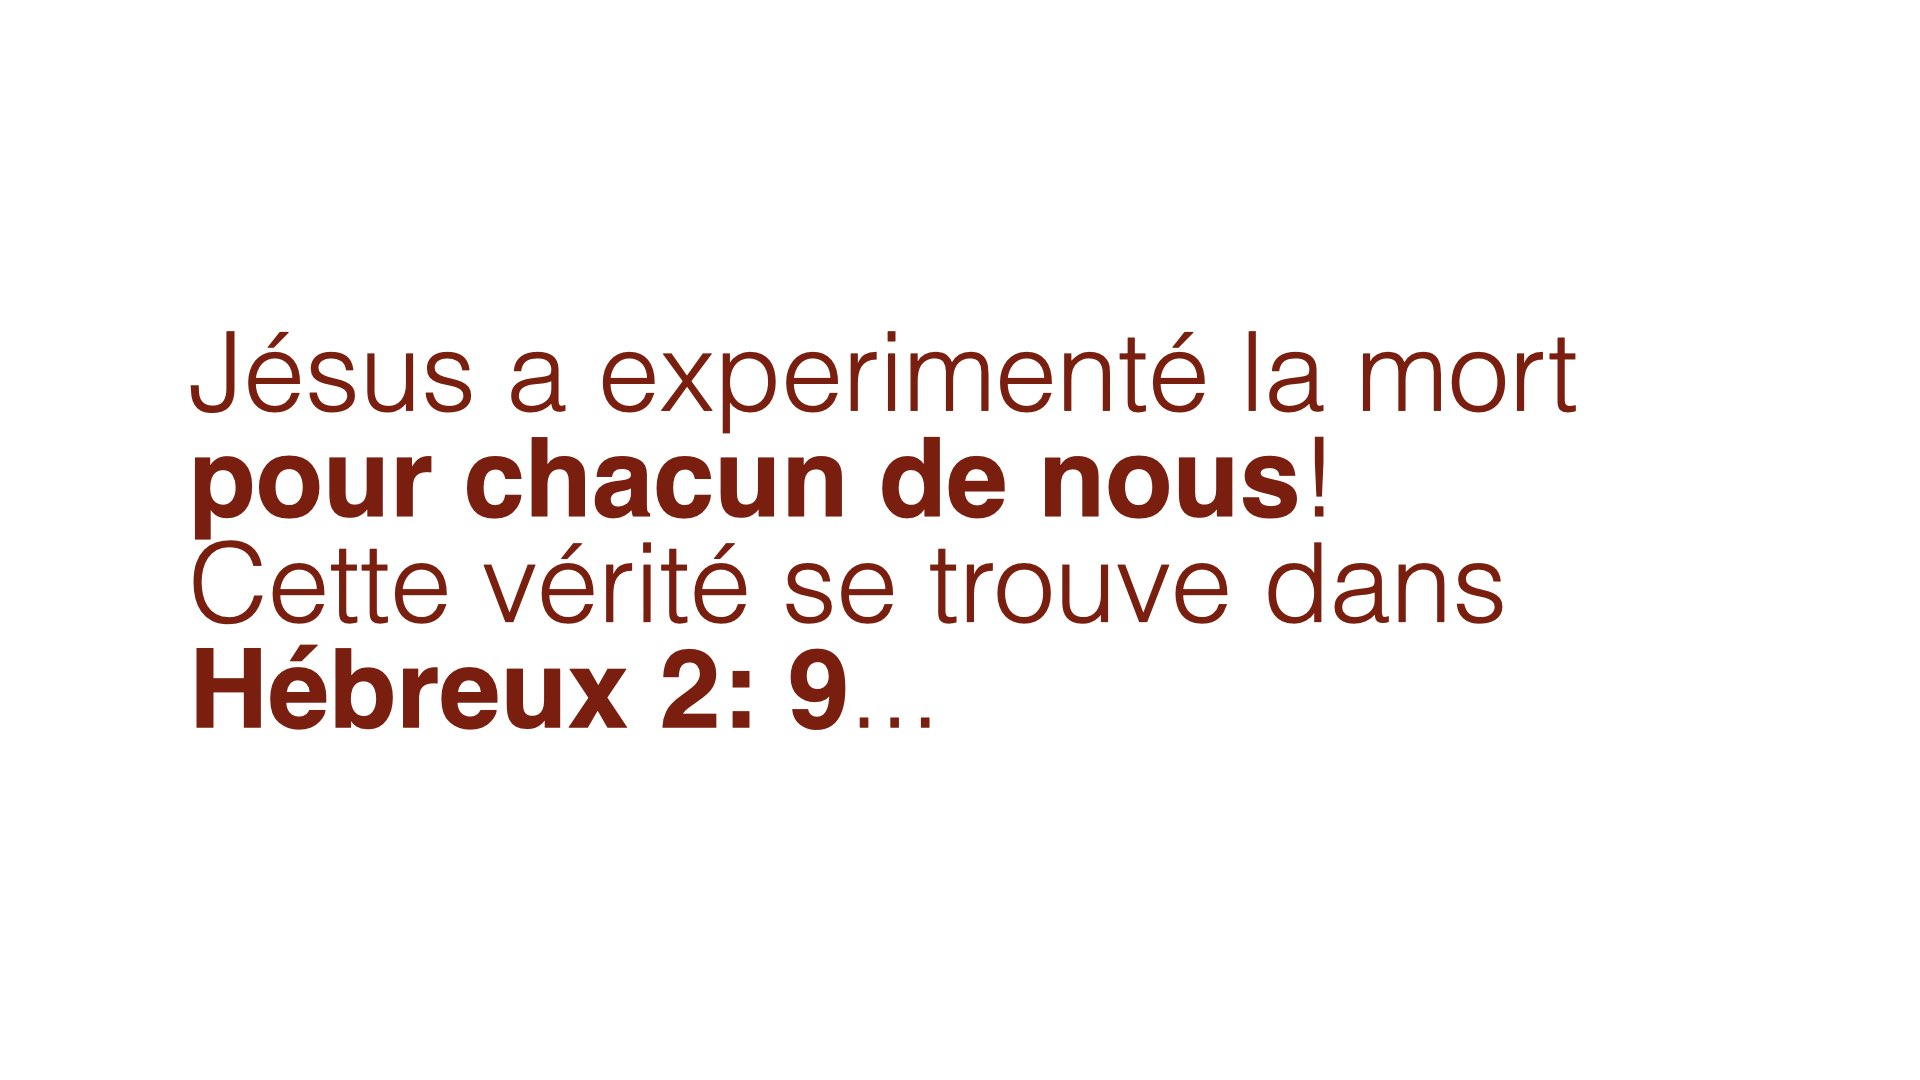 Jésus a experimenté la mort
pour chacun de nous!
Cette vérité se trouve dans
Hébreux 2: 9...